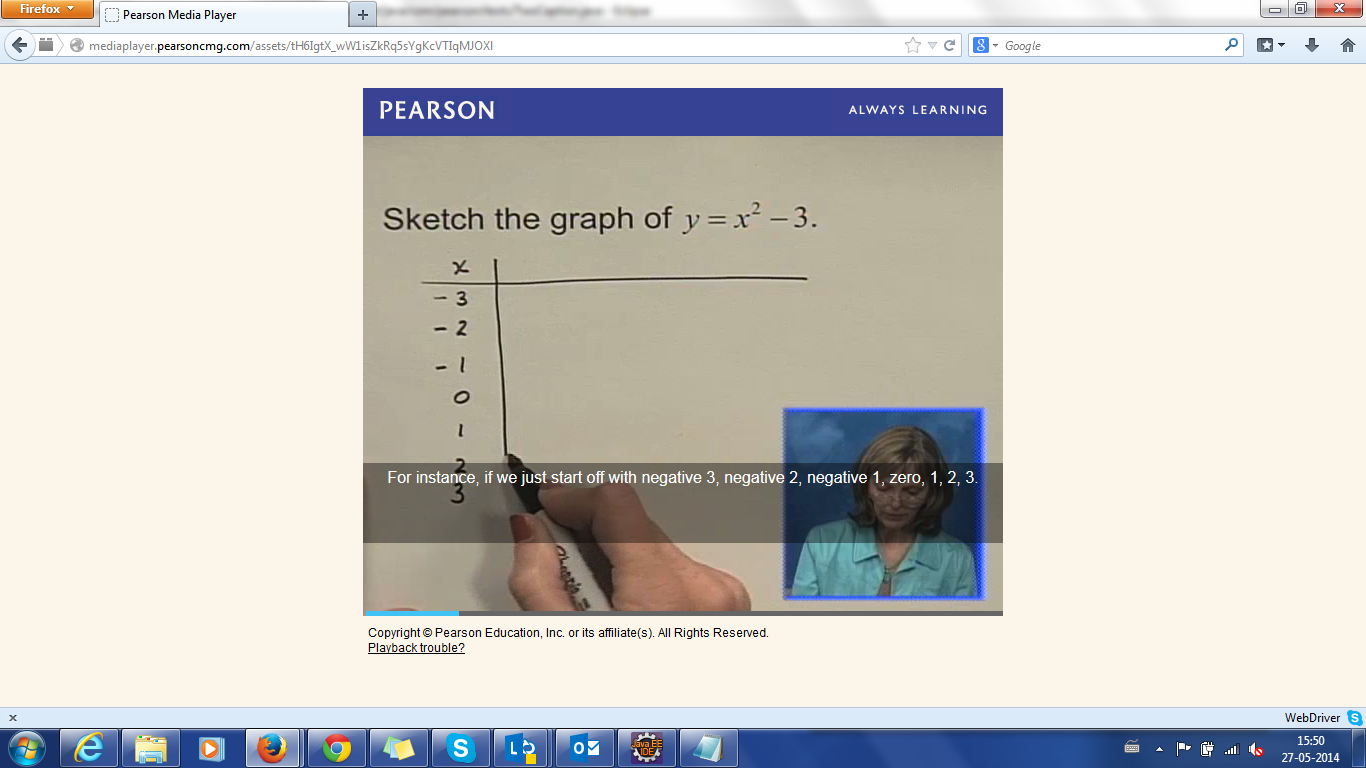 Firefox
Pearson Media Player
mediaplayer.pearsoncmg.com/assets/tH6IgtX_wW1isZkRq5sYgKcVTIqMJOXl
Google
PEARSON
ALWAYS LEARNING
Sketch the graph of y = x² − 3.
x
- 3
- 2
- 1
0
1
2
3
For instance, if we just start off with negative 3, negative 2, negative 1, zero, 1, 2, 3.
Copyright © Pearson Education, Inc. or its affiliate(s). All Rights Reserved.
Playback trouble?
WebDriver
Java EE
IDE
15:50
27-05-2014